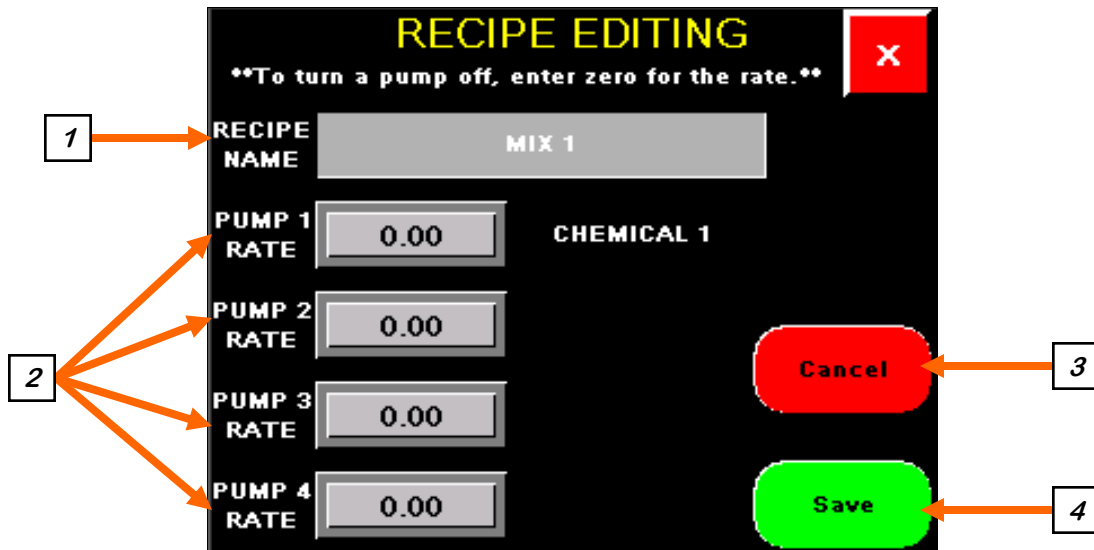 RECIPE EDITING
X
**To turn a pump off, enter zero for the rate.**
1
RECIPE
NAME
MIX 1
PUMP 1
RATE
0.00
CHEMICAL 1
PUMP 2
RATE
0.00
2
Cancel
3
PUMP 3
RATE
0.00
PUMP 4
RATE
0.00
Save
4